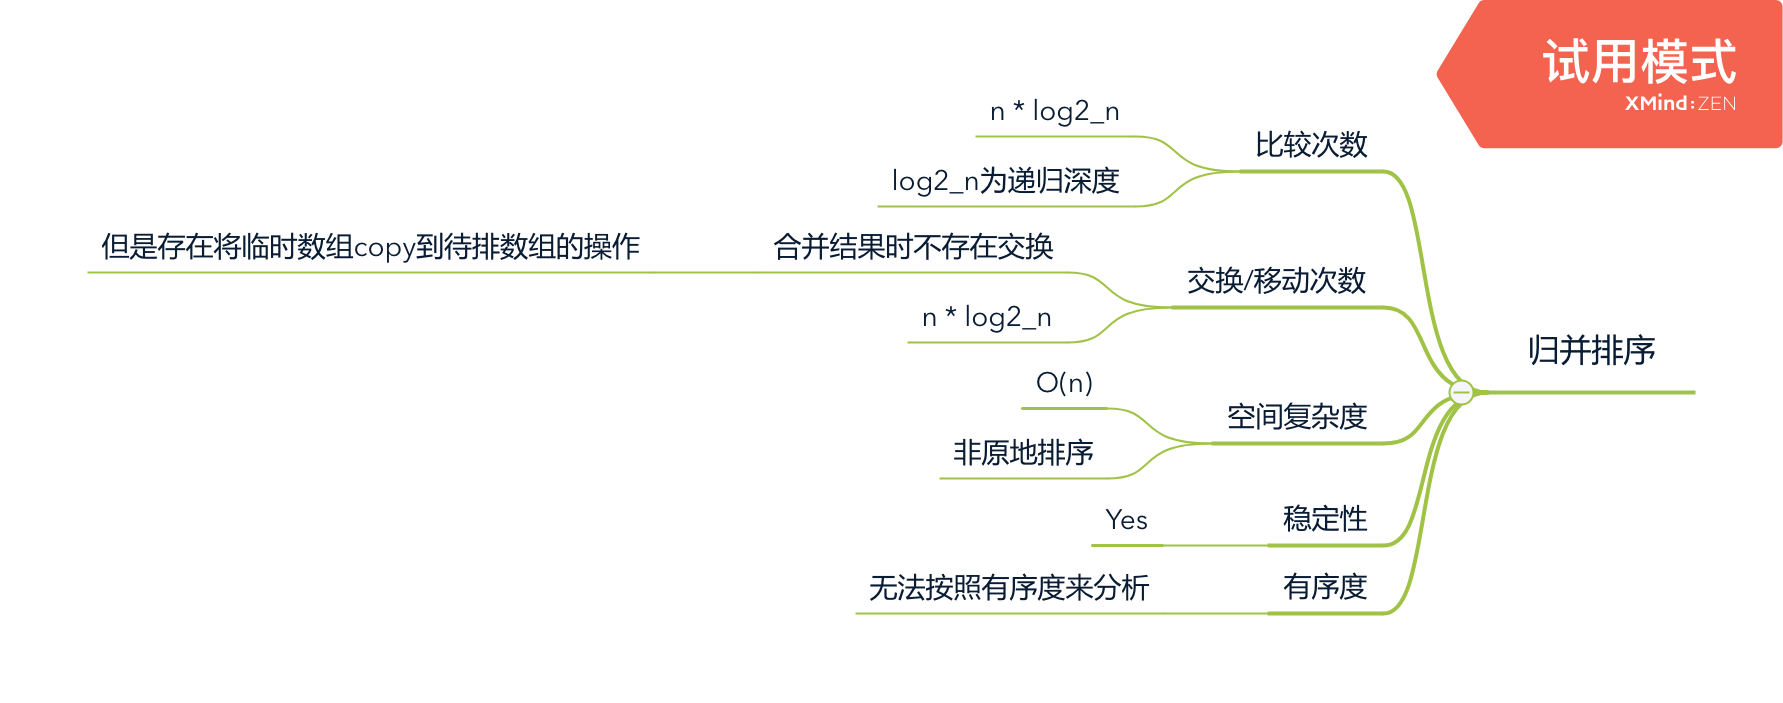 试用模式
XMind:ZEN
归并排序
比较次数
n * log2_n
log2_n为递归深度
交换/移动次数
合并结果时不存在交换
但是存在将临时数组copy到待排数组的操作
n * log2_n
空间复杂度
O(n)
非原地排序
稳定性
Yes
有序度
无法按照有序度来分析